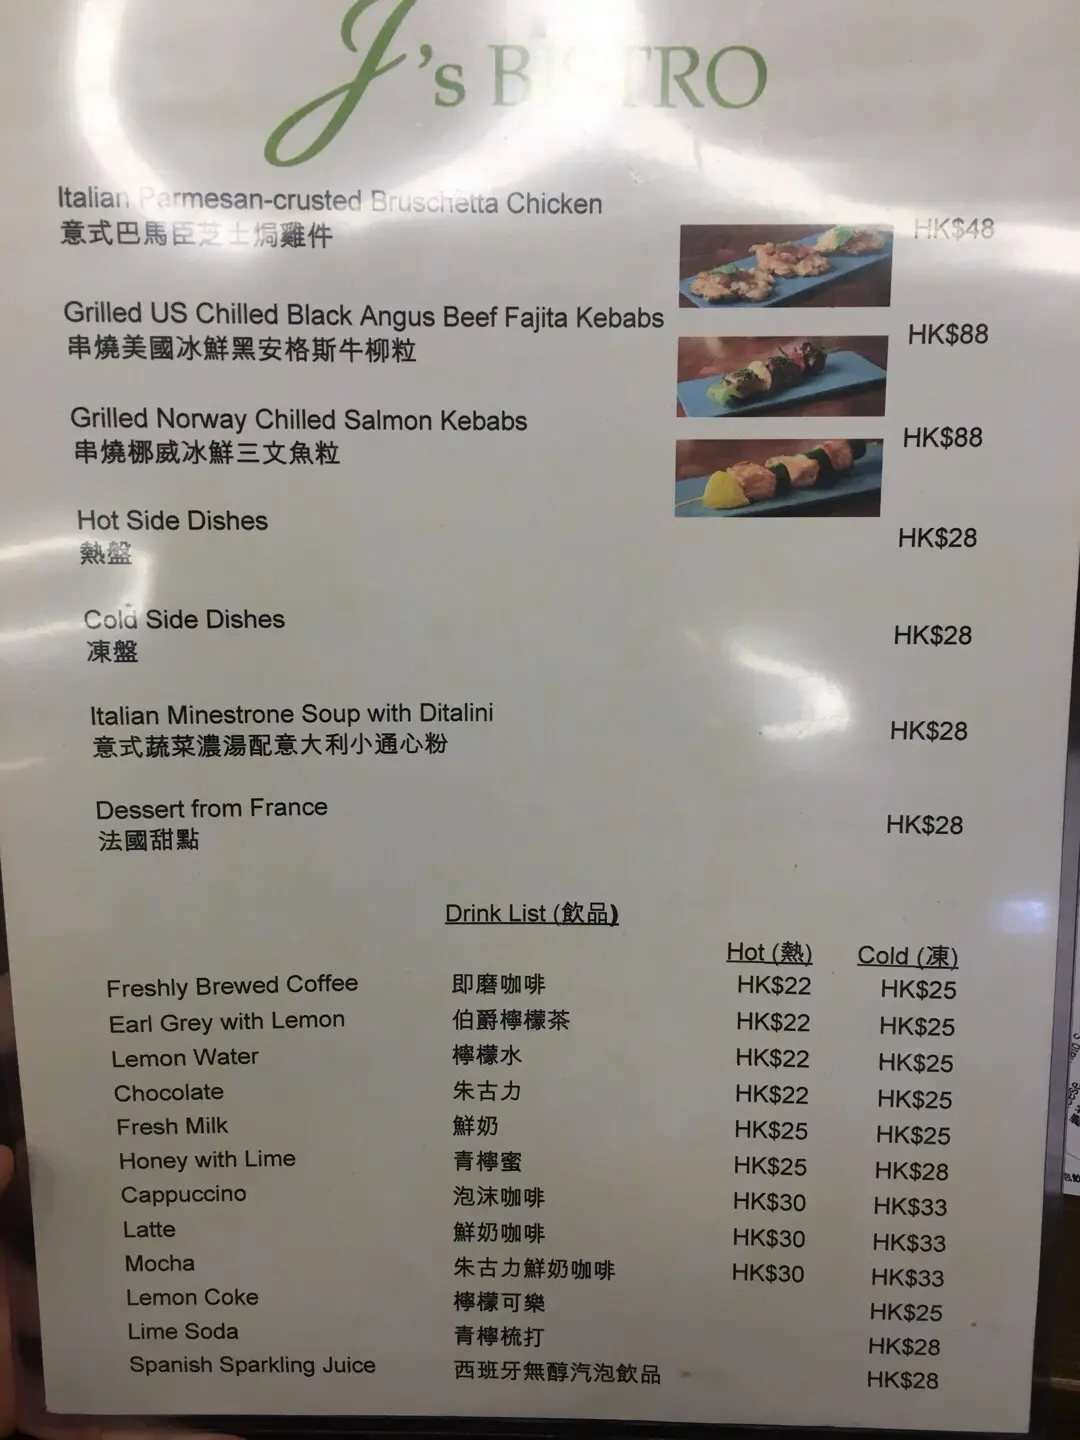 J's BISTRO
Italian Parmesan-crusted Bruschetta Chicken
意式巴馬臣芝士焗雞件
HK$48
Grilled US Chilled Black Angus Beef Fajita Kebabs
串燒美國冰鮮黑安格斯牛柳粒
HK$88
Grilled Norway Chilled Salmon Kebabs
串燒挪威冰鮮三文魚粒
HK$88
Hot Side Dishes
熱盤
HK$28
Cold Side Dishes
凍盤
HK$28
Italian Minestrone Soup with Ditalini
意式蔬菜濃湯配意大利小通心粉
HK$28
Dessert from France
法國甜點
HK$28
Drink List (飲品)
Hot (熱) Cold (凍)
Freshly Brewed Coffee 即磨咖啡 HK$22 HK$25
Earl Grey with Lemon 伯爵檸檬茶 HK$22 HK$25
Lemon Water 檸檬水 HK$22 HK$25
Chocolate 朱古力 HK$22 HK$25
Fresh Milk 鮮奶 HK$25 HK$25
Honey with Lime 青檸蜜 HK$25 HK$28
Cappuccino 泡沫咖啡 HK$30 HK$33
Latte 鮮奶咖啡 HK$30 HK$33
Mocha 朱古力鮮奶咖啡 HK$30 HK$33
Lemon Coke 檸檬可樂 HK$25
Lime Soda 青檸梳打 HK$28
Spanish Sparkling Juice 西班牙無醇汽泡飲品 HK$28